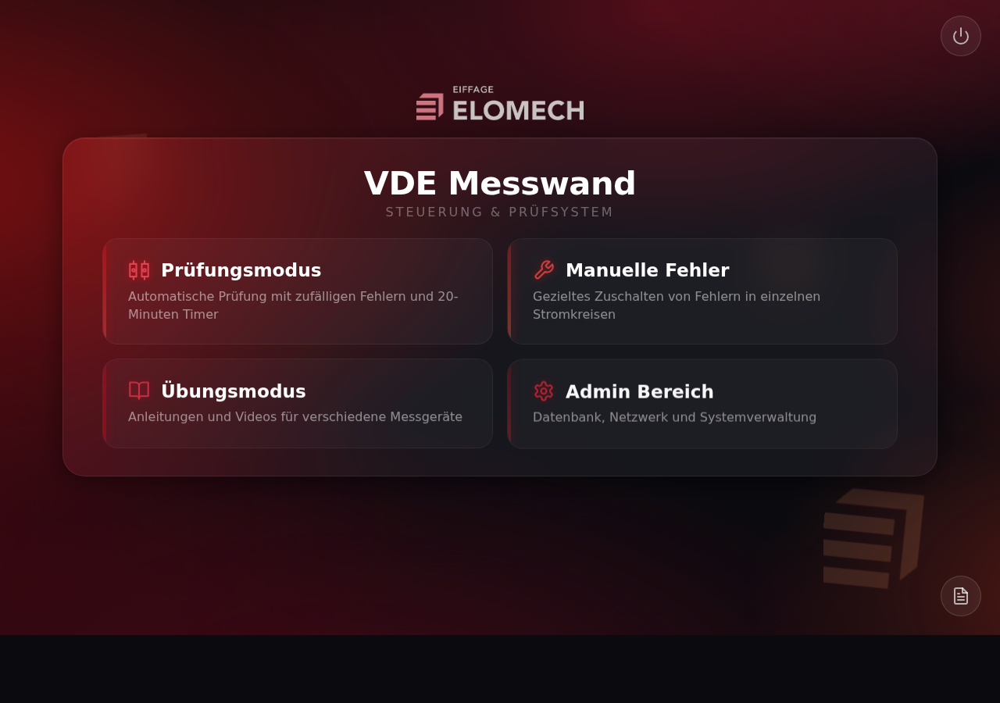 EIFFAGE
ELOMECH
VDE Messwand
STEUERUNG & PRÜFSYSTEM
Prüfungsmodus
Automatische Prüfung mit zufälligen Fehlern und 20-
Minuten Timer
Manuelle Fehler
Gezieltes Zuschalten von Fehlern in einzelnen
Stromkreisen
Übungsmodus
Anleitungen und Videos für verschiedene Messgeräte
Admin Bereich
Datenbank, Netzwerk und Systemverwaltung